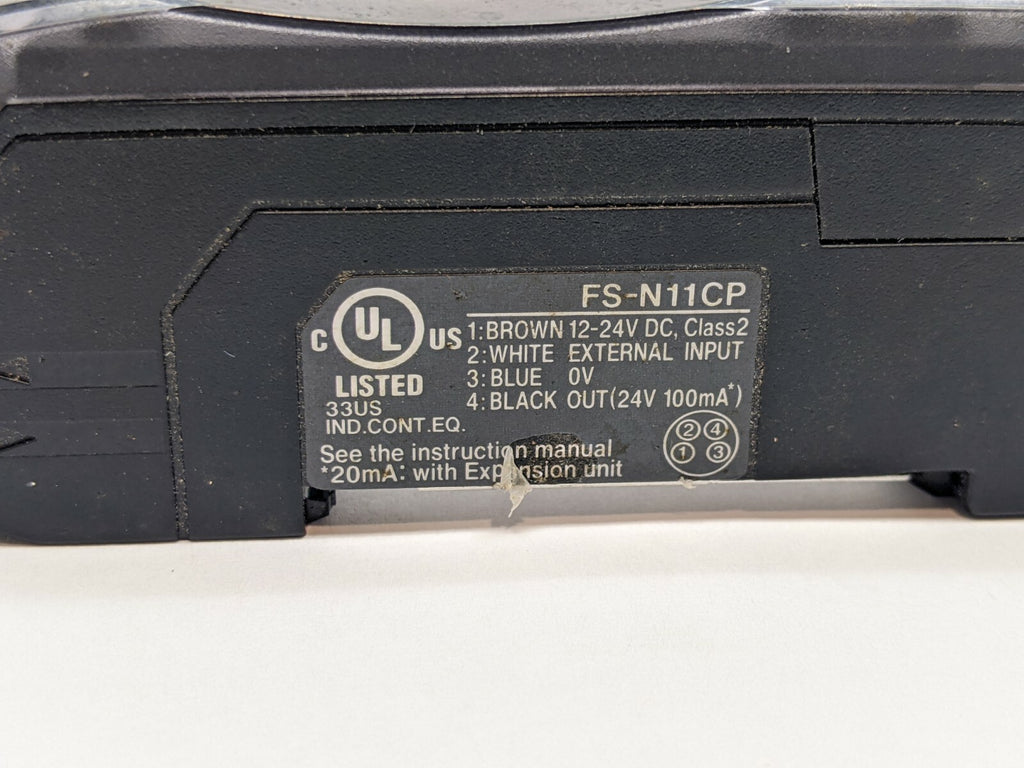 FS-N11CP
C UL US
LISTED
33US
IND.CONT.EQ.
1:BROWN 12-24V DC, Class2
2:WHITE EXTERNAL INPUT
3:BLUE 0V
4:BLACK OUT(24V 100mA*)
See the instruction manual
*20mA: with Expansion unit
② ④
① ③